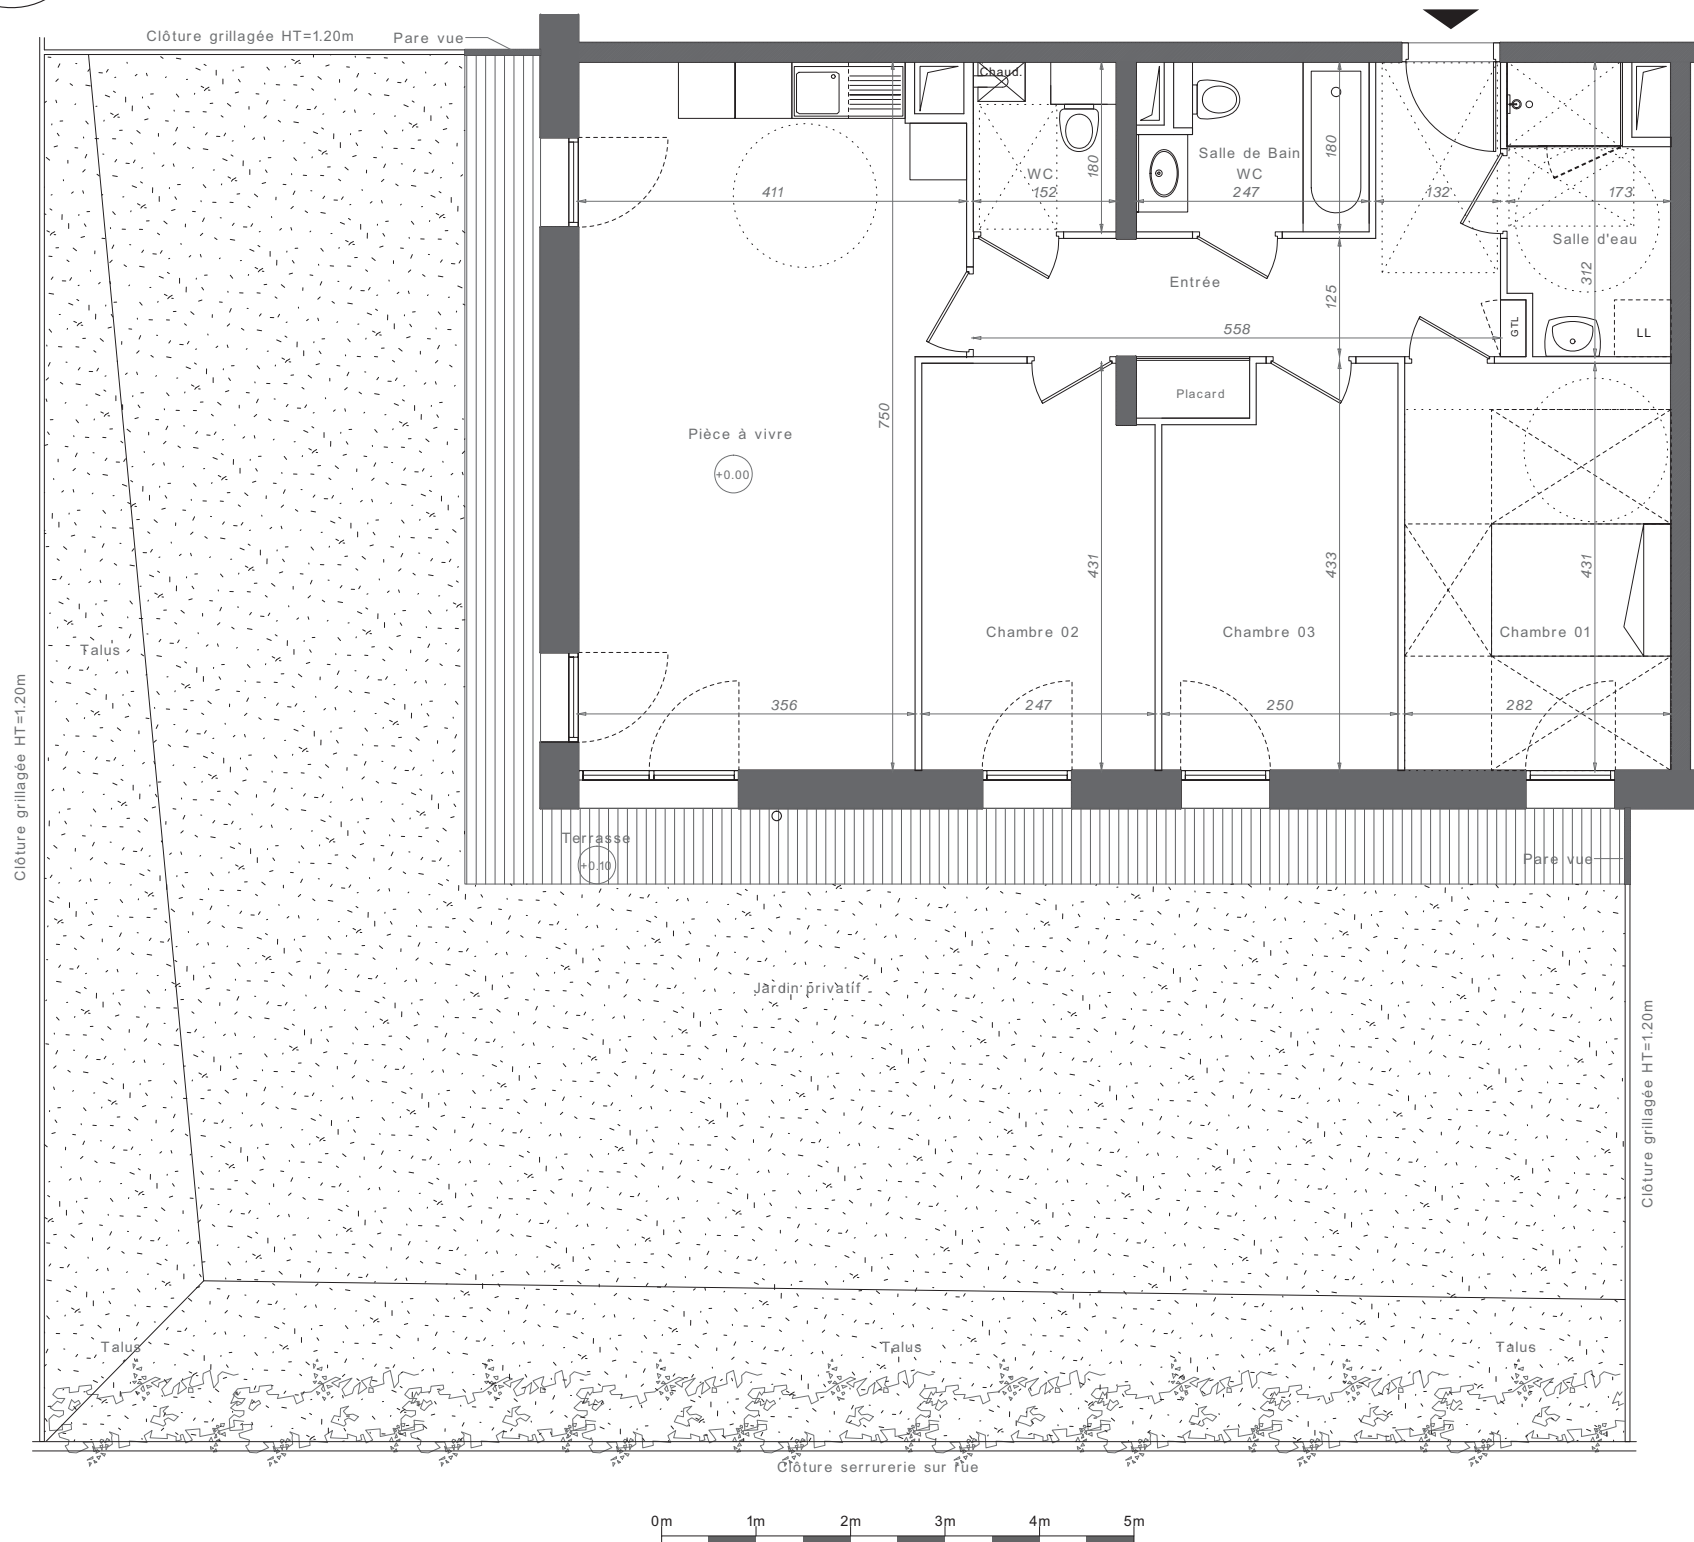 Clôture grillagée HT=1.20m
Pare vue
Chaud.
WC
152
180
411
Salle de Bain
WC
247
180
132
173
Salle d'eau
312
Entrée
125
558
GTL
LL
Placard
750
Pièce à vivre
+0.00
431
433
431
Chambre 02
Chambre 03
Chambre 01
356
247
250
282
Talus
Clôture grillagée HT=1.20m
Terrasse
+0.10
Pare vue
Jardin privatif
Clôture grillagée HT=1.20m
Talus
Talus
Talus
Clôture serrurerie sur rue
0m 1m 2m 3m 4m 5m